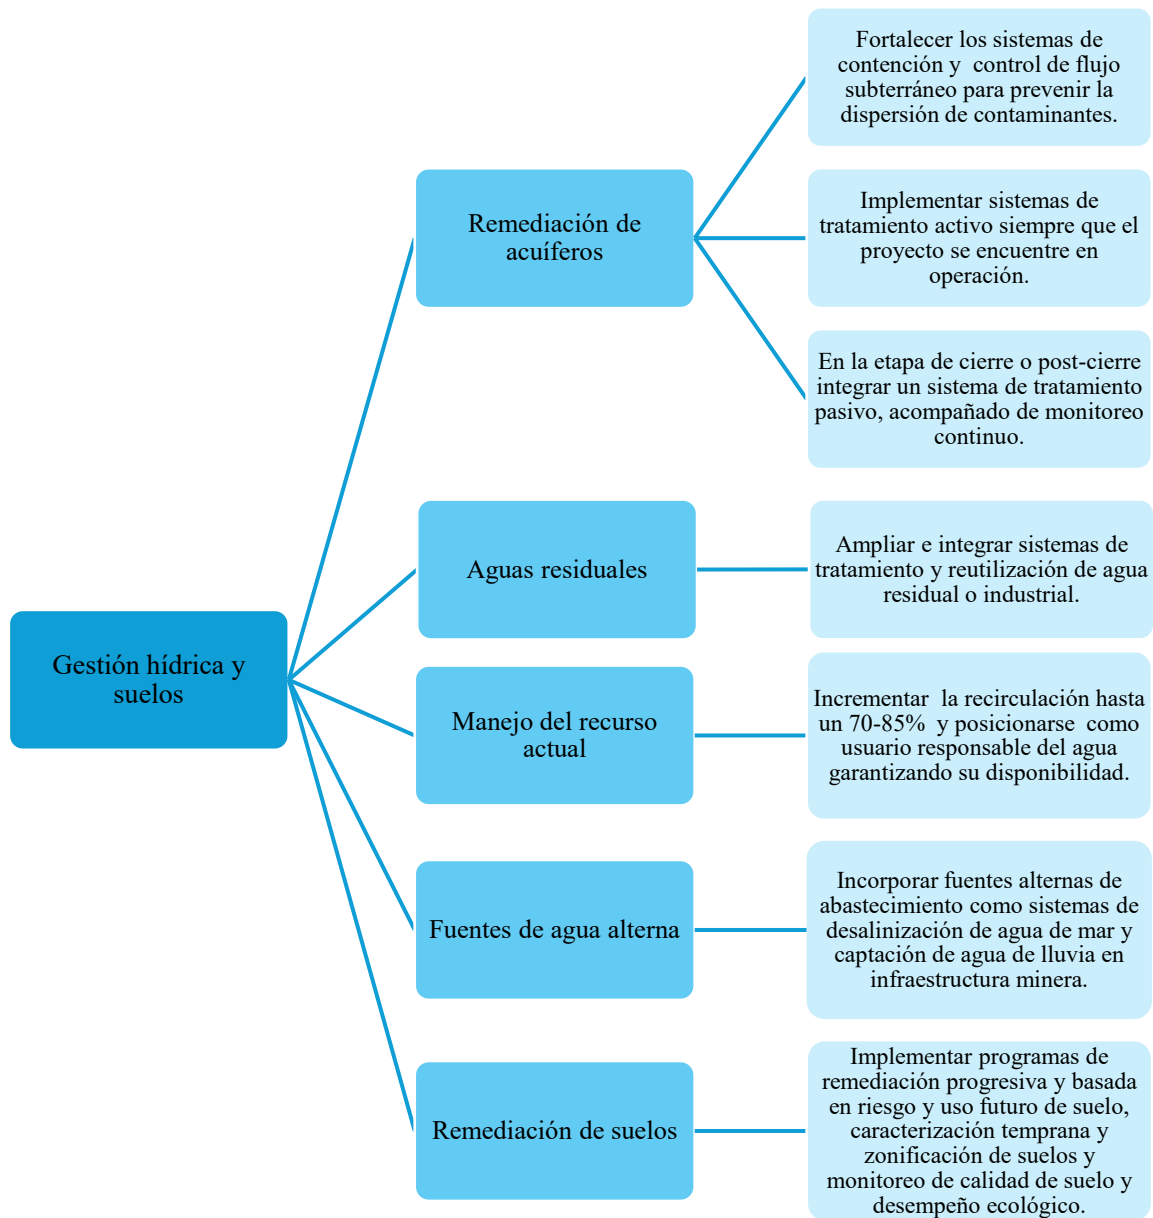 Gestión hídrica y
suelos
Remediación de
acuíferos
Fortalecer los sistemas de
contención y control de flujo
subterráneo para prevenir la
dispersión de contaminantes.
Implementar sistemas de
tratamiento activo siempre que el
proyecto se encuentre en
operación.
En la etapa de cierre o post-cierre
integrar un sistema de tratamiento
pasivo, acompañado de monitoreo
continuo.
Aguas residuales
Ampliar e integrar sistemas de
tratamiento y reutilización de agua
residual o industrial.
Manejo del recurso
actual
Incrementar la recirculación hasta
un 70-85% y posicionarse como
usuario responsable del agua
garantizando su disponibilidad.
Fuentes de agua alterna
Incorporar fuentes alternas de
abastecimiento como sistemas de
desalinización de agua de mar y
captación de agua de lluvia en
infraestructura minera.
Remediación de suelos
Implementar programas de
remediación progresiva y basada
en riesgo y uso futuro de suelo,
caracterización temprana y
zonificación de suelos y
monitoreo de calidad de suelo y
desempeño ecológico.